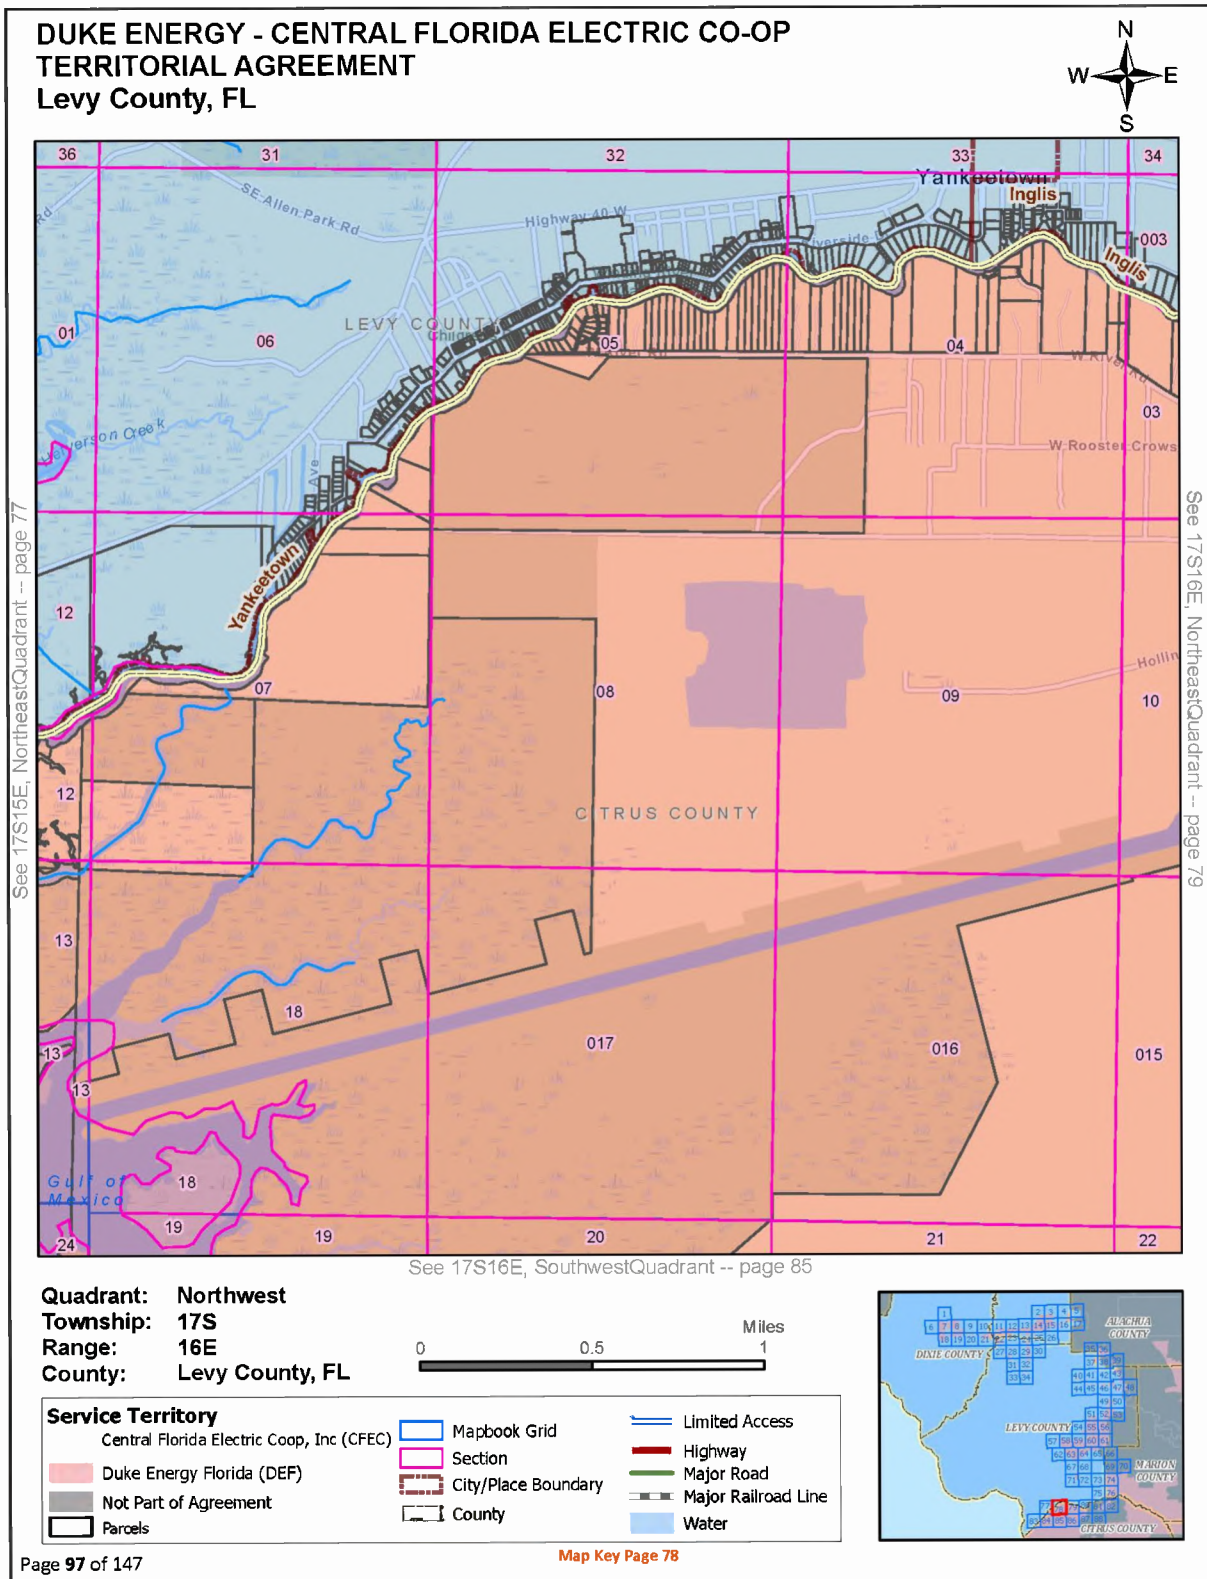 DUKE ENERGY - CENTRAL FLORIDA ELECTRIC CO-OP
TERRITORIAL AGREEMENT
Levy County, FL
N
W E
S
36 31 32 33 34
Yankeetown
Inglis
SE Allen Park Rd
Rd
Highway 40 W
Riverside
003
Inglis
LEVY COUNTY
01
06
05
04
W River Rd
03
Halverson Creek
W Rooster Crows
Ave
See 17S15E, NortheastQuadrant -- page 77
See 17S16E, NortheastQuadrant -- page 79
Yankeetown
12
07
08
09
10
Hollin
12
CITRUS COUNTY
13
18
017
016
015
13
13
Gulf of
Mexico
18
19
24
19
20
21
22
See 17S16E, SouthwestQuadrant -- page 85
Quadrant: Northwest
Township: 17S
Range: 16E
County: Levy County, FL
Miles
0 0.5 1
Service Territory
Central Florida Electric Coop, Inc (CFEC)
Duke Energy Florida (DEF)
Not Part of Agreement
Parcels
Mapbook Grid
Section
City/Place Boundary
County
Limited Access
Highway
Major Road
Major Railroad Line
Water
ALACHUA
COUNTY
DIXIE COUNTY
LEVY COUNTY
MARION
COUNTY
CITRUS COUNTY
Map Key Page 78
Page 97 of 147